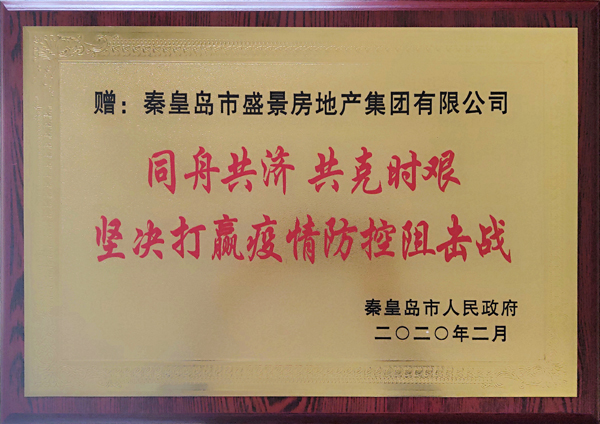 赠：秦皇岛市盛景房地产集团有限公司
同舟共济 共克时艰
坚决打赢疫情防控阻击战
秦皇岛市人民政府
二〇二〇年二月